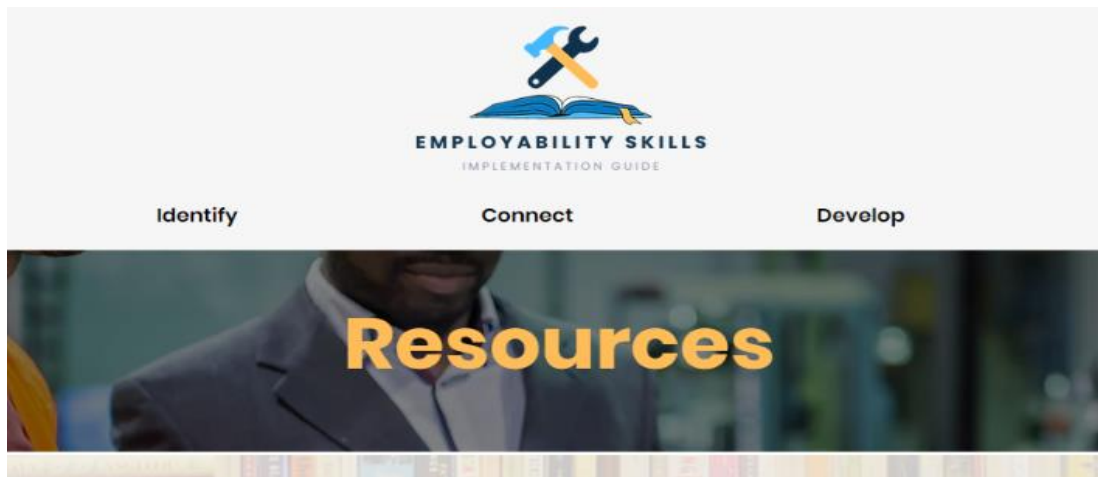 EMPLOYABILITY SKILLS
IMPLEMENTATION GUIDE
Identify Connect Develop
Resources